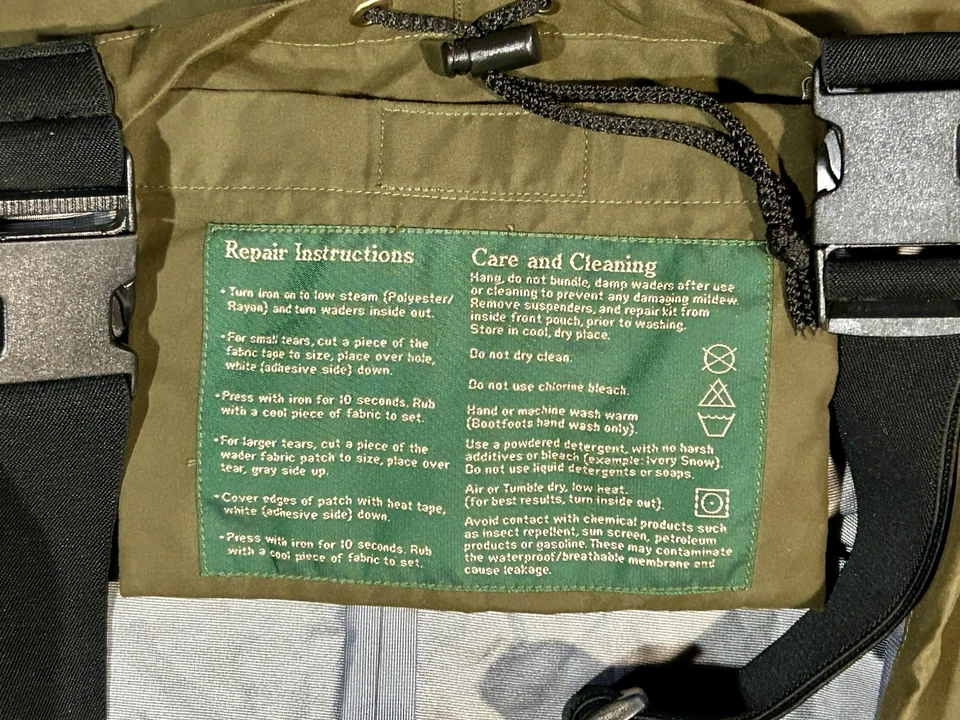 Repair Instructions
• Turn iron on to low steam (Polyester/
Rayon) and turn waders inside out.
• For small tears, cut a piece of the
fabric tape to size, place over hole,
white (adhesive side) down.
• Press with iron for 10 seconds. Rub
with a cool piece of fabric to set.
• For larger tears, cut a piece of the
wader fabric patch to size, place over
tear, gray side up.
• Cover edges of patch with heat tape,
white (adhesive side) down.
• Press with iron for 10 seconds. Rub
with a cool piece of fabric to set.
Care and Cleaning
Hang, do not bundle, damp waders after use
or cleaning to prevent any damaging mildew.
Remove suspenders, and repair kit from
inside front pouch, prior to washing.
Store in cool, dry place.
Do not dry clean.
Do not use chlorine bleach.
Hand or machine wash warm
(Bootfoots hand wash only).
Use a powdered detergent, with no harsh
additives or bleach (example: Ivory Snow).
Do not use liquid detergents or soaps.
Air or Tumble dry, low heat.
(for best results, turn inside out).
Avoid contact with chemical products such
as insect repellent, sun screen, petroleum
products or gasoline. These may contaminate
the waterproof/breathable membrane and
cause leakage.